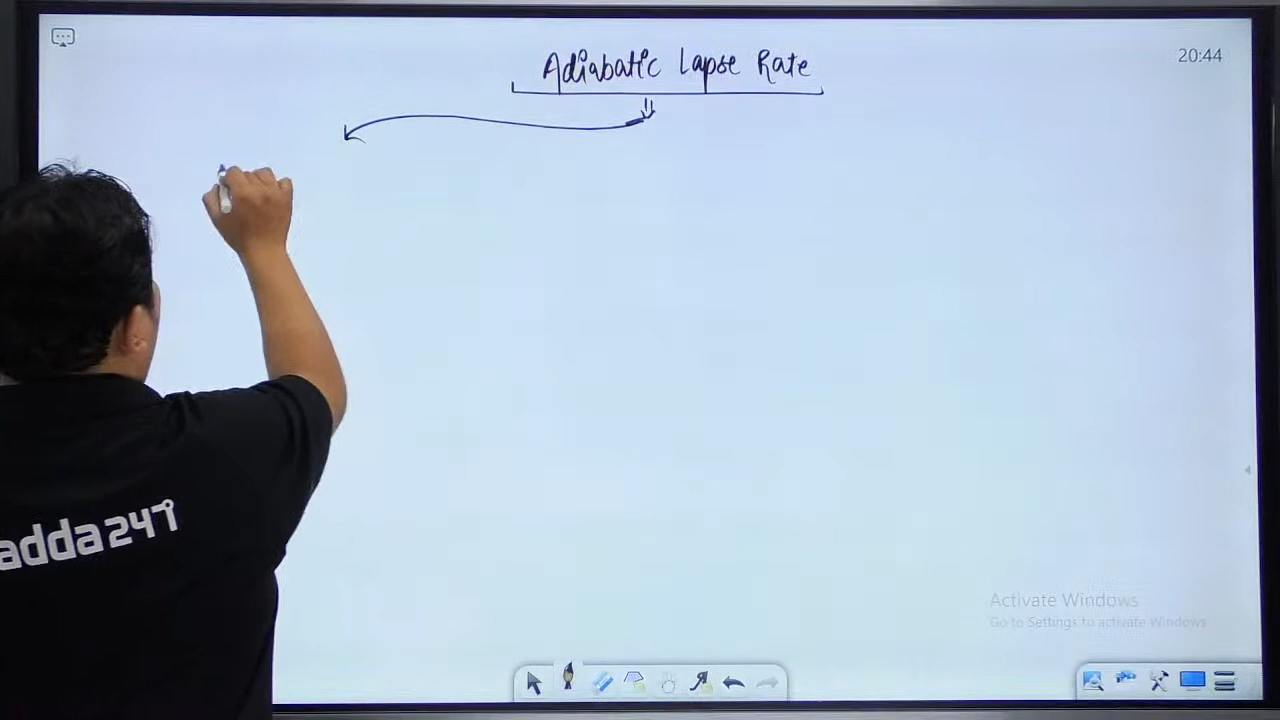 Adiabatic Lapse Rate
20:44
adda247
Activate Windows
Go to Settings to activate Windows